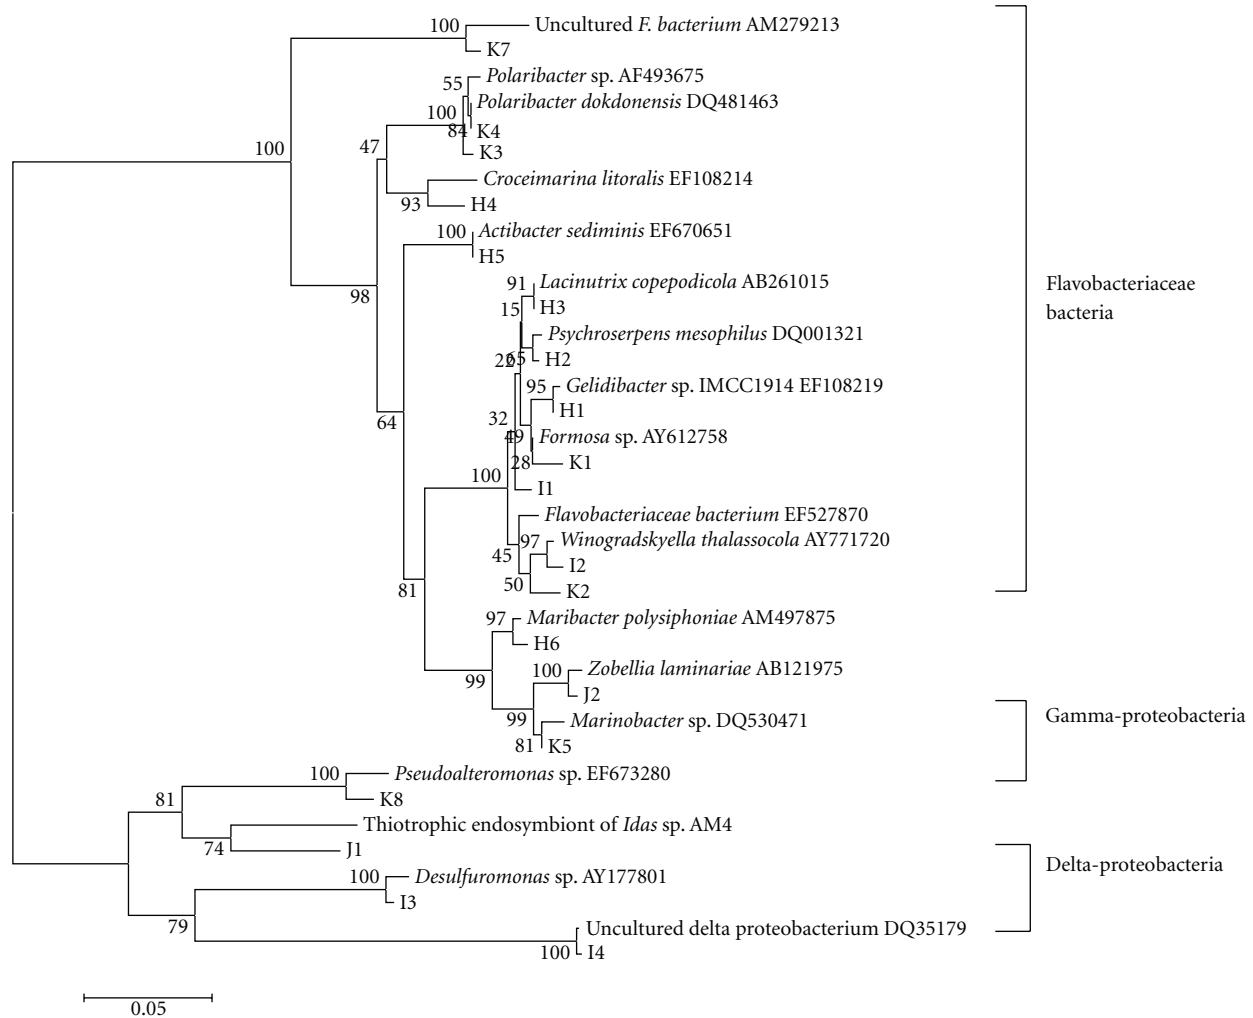 100
Uncultured F. bacterium AM279213
K7
55
Polaribacter sp. AF493675
Polaribacter dokdonensis DQ481463
100
84
K4
K3
100
47
Croceimarina litoralis EF108214
93
H4
100
Actibacter sediminis EF670651
H5
98
91
Lacinutrix copepodicola AB261015
H3
15
Psychroserpens mesophilus DQ001321
22
65
H2
95
Gelidibacter sp. IMCC1914 EF108219
H1
32
49
Formosa sp. AY612758
64
28
K1
100
I1
Flavobacteriaceae bacterium EF527870
97
Winogradskyella thalassocola AY771720
45
I2
50
K2
81
97
Maribacter polysiphoniae AM497875
H6
100
Zobellia laminariae AB121975
99
J2
99
Marinobacter sp. DQ530471
81
K5
100
Pseudoalteromonas sp. EF673280
81
K8
Thiotrophic endosymbiont of Idas sp. AM4
74
J1
100
Desulfuromonas sp. AY177801
I3
79
Uncultured delta proteobacterium DQ35179
100
I4
Flavobacteriaceae
bacteria
Gamma-proteobacteria
Delta-proteobacteria
0.05